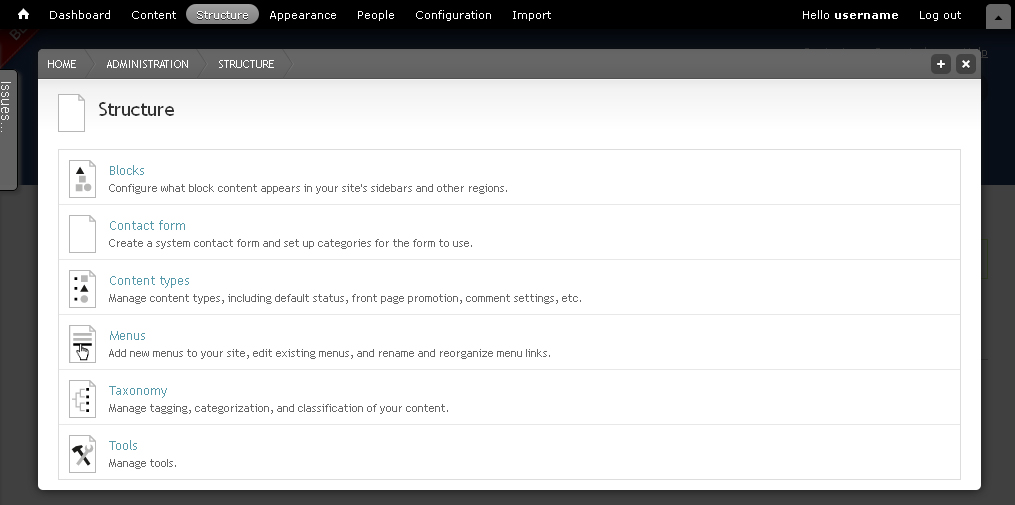 Dashboard Content Structure Appearance People Configuration Import Hello username Log out
Issues...
HOME ADMINISTRATION STRUCTURE
Structure
Blocks
Configure what block content appears in your site's sidebars and other regions.
Contact form
Create a system contact form and set up categories for the form to use.
Content types
Manage content types, including default status, front page promotion, comment settings, etc.
Menus
Add new menus to your site, edit existing menus, and rename and reorganize menu links.
Taxonomy
Manage tagging, categorization, and classification of your content.
Tools
Manage tools.